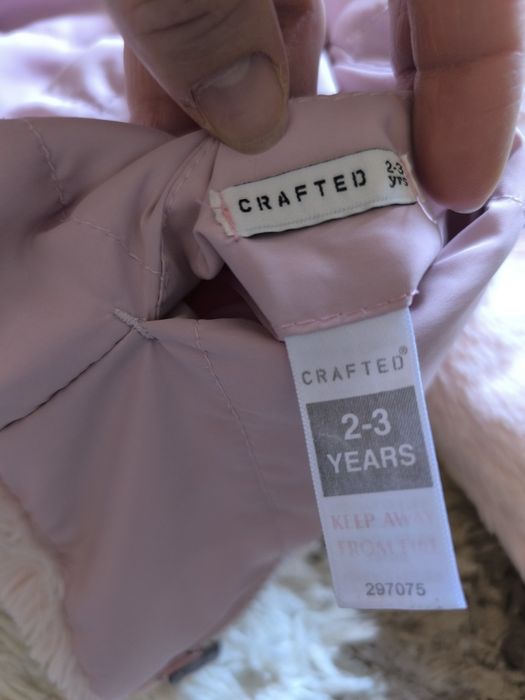 CRAFTED 2-3 yrs
CRAFTED®
2-3
YEARS
KEEP AWAY
FROM FIRE
297075